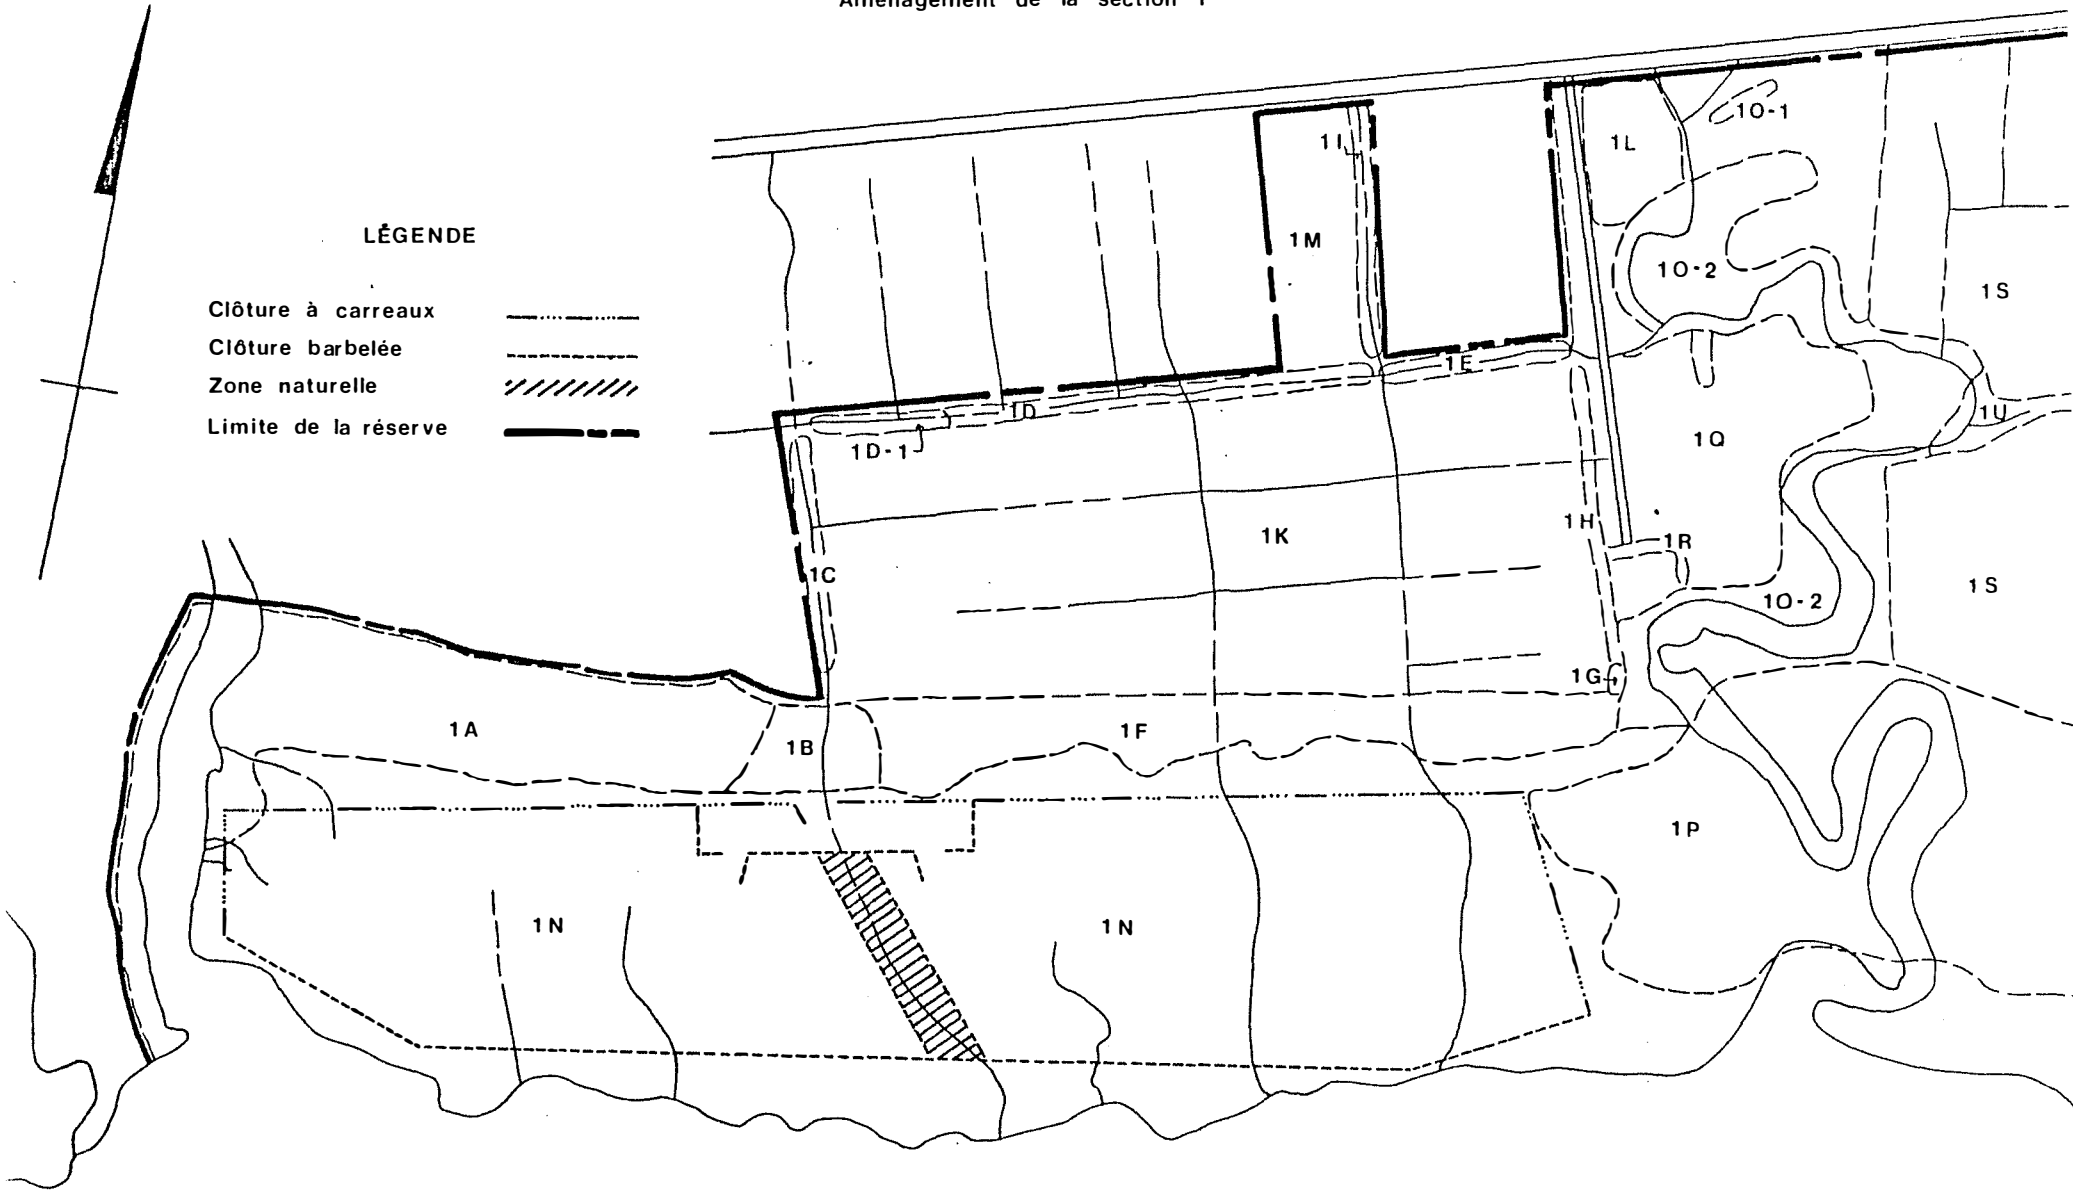 Aménagement de la section 1
LÉGENDE
Clôture à carreaux
Clôture barbelée
Zone naturelle
Limite de la réserve
1O-1
1I
1L
1M
1O-2
1S
1E
1D
1U
1D-1
1Q
1K
1H
1R
1C
1S
1O-2
1G
1A
1F
1B
1P
1N
1N